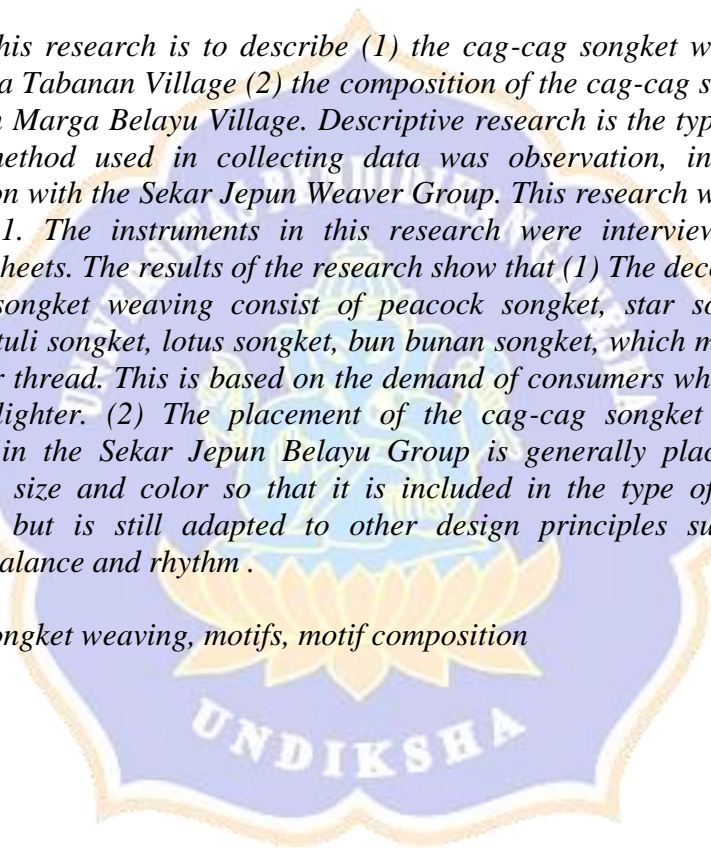 his research is to describe (1) the cag-cag songket w
a Tabanan Village (2) the composition of the cag-cag s
n Marga Belayu Village. Descriptive research is the typ
method used in collecting data was observation, in
on with the Sekar Jepun Weaver Group. This research w
1. The instruments in this research were interview
sheets. The results of the research show that (1) The dec
songket weaving consist of peacock songket, star so
tuli songket, lotus songket, bun bunan songket, which m
r thread. This is based on the demand of consumers wh
lighter. (2) The placement of the cag-cag songket
in the Sekar Jepun Belayu Group is generally plac
size and color so that it is included in the type of
but is still adapted to other design principles su
alance and rhythm .
ongket weaving, motifs, motif composition
UNIVERSITAS PENDIDIKAN GANESHA
UNDIKSHA